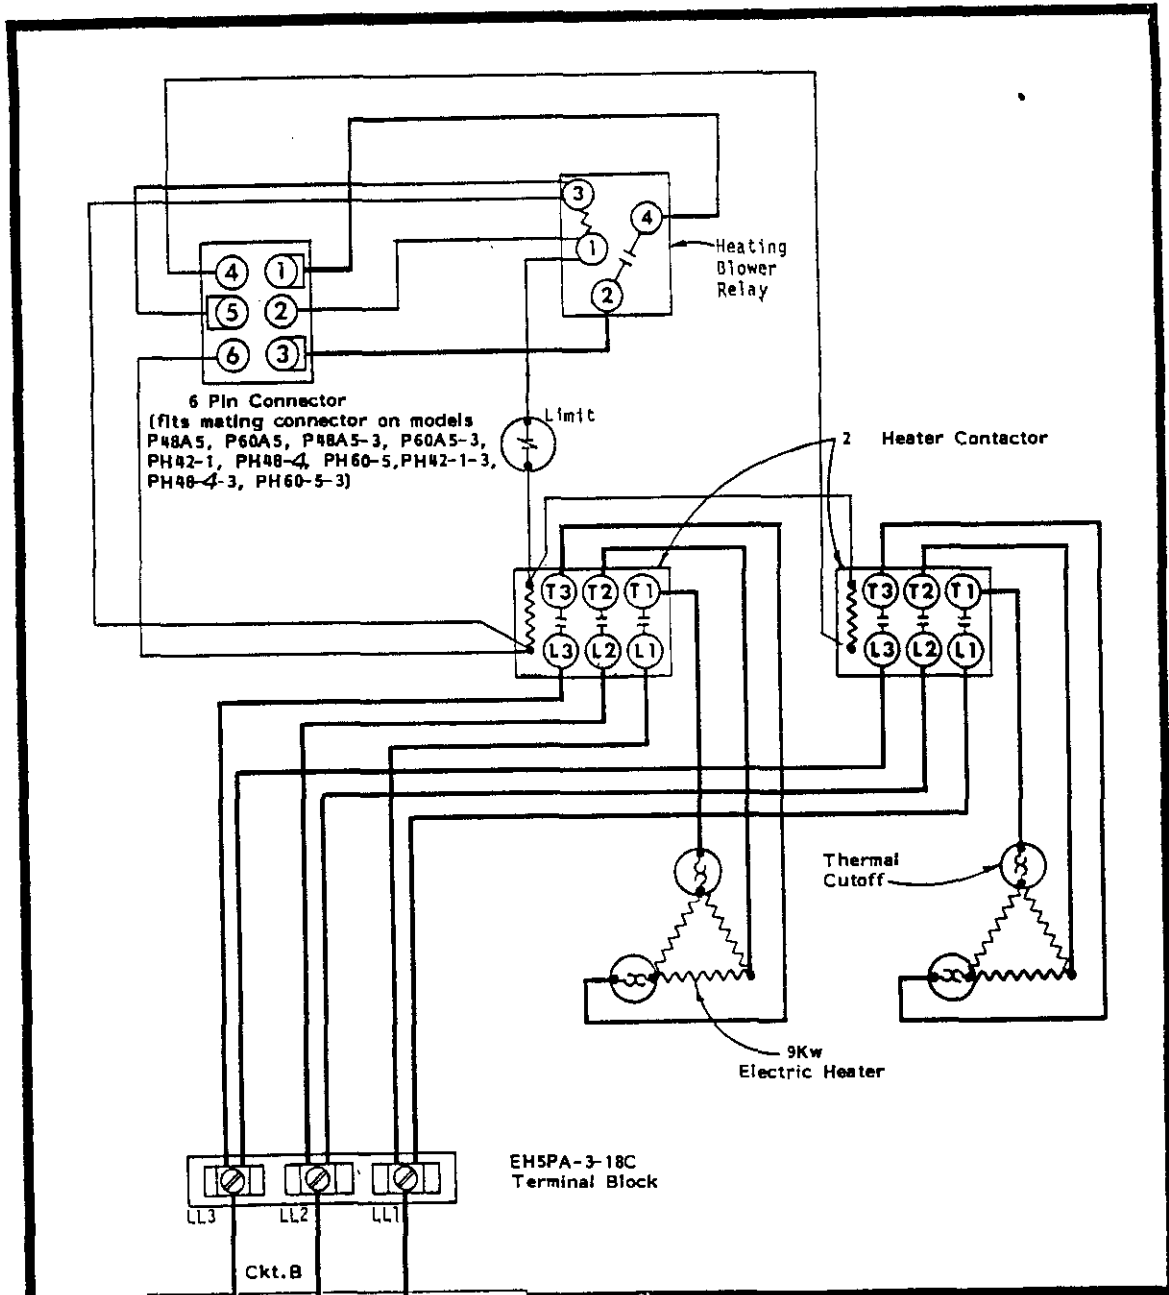 3
4
1
2
Heating
Blower
Relay
4
1
5
2
6
3
6 Pin Connector
(fits mating connector on models
P48A5, P60A5, P48A5-3, P60A5-3,
PH42-1, PH48-4, PH60-5, PH42-1-3,
PH48-4-3, PH60-5-3)
Limit
2 Heater Contactor
T3 T2 T1
L3 L2 L1
T3 T2 T1
L3 L2 L1
Thermal
Cutoff
9Kw
Electric Heater
EH5PA-3-18C
Terminal Block
LL3
LL2
LL1
Ckt.B